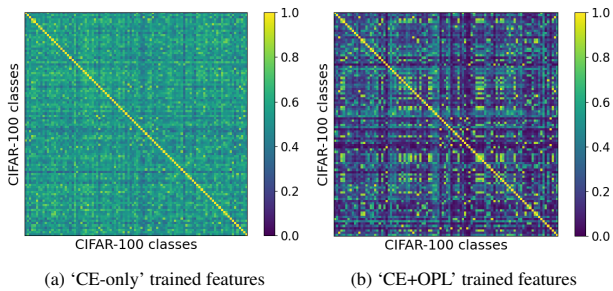 1.0
0.8
0.6
0.4
0.2
0.0
CIFAR-100 classes
CIFAR-100 classes
1.0
0.8
0.6
0.4
0.2
0.0
CIFAR-100 classes
CIFAR-100 classes
(a) ‘CE-only’ trained features
(b) ‘CE+OPL’ trained features